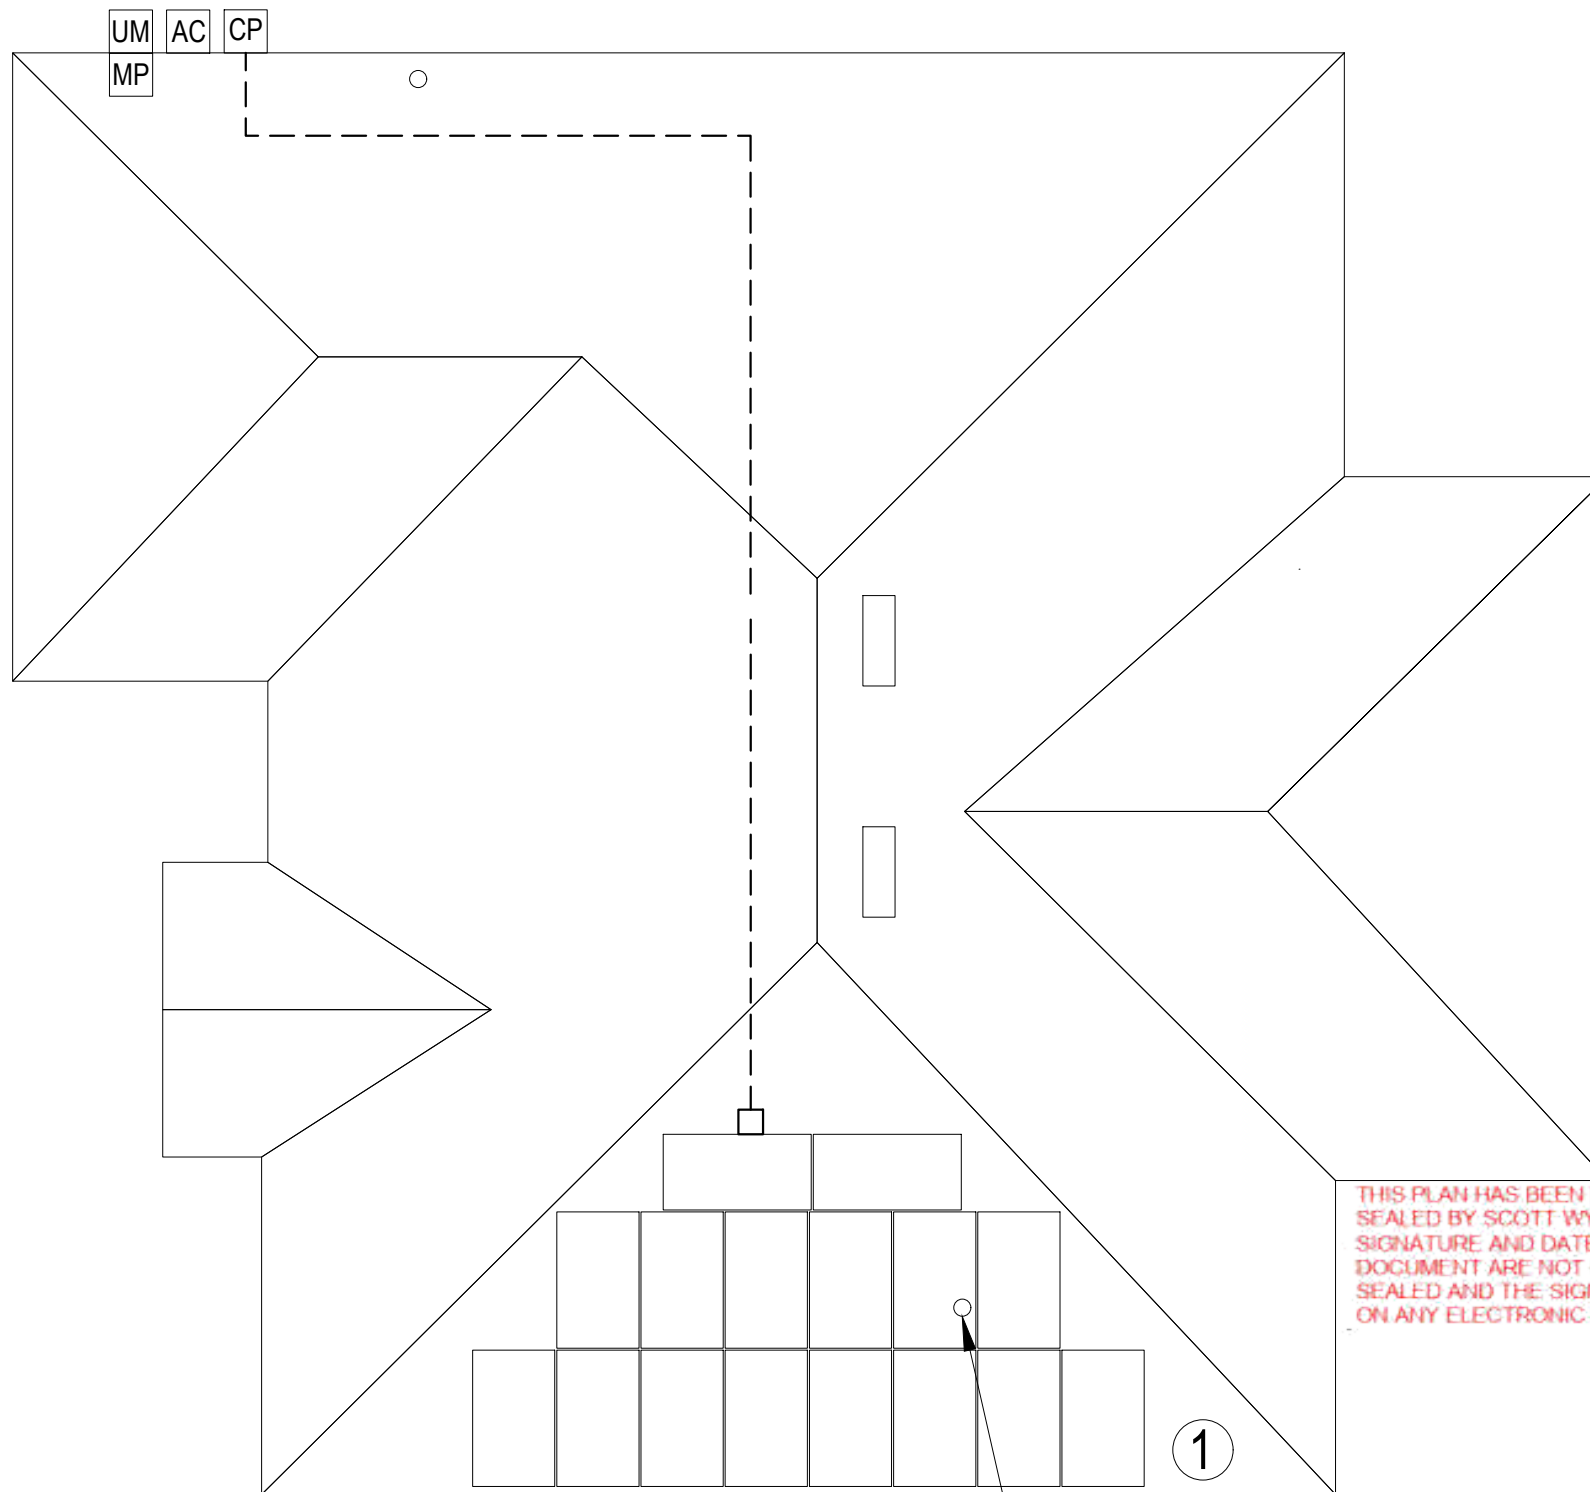 UM AC CP
MP
THIS PLAN HAS BEEN
SEALED BY SCOTT
SIGNATURE AND DATE
DOCUMENT ARE NOT
SEALED AND THE
ON ANY ELECTRONIC
1